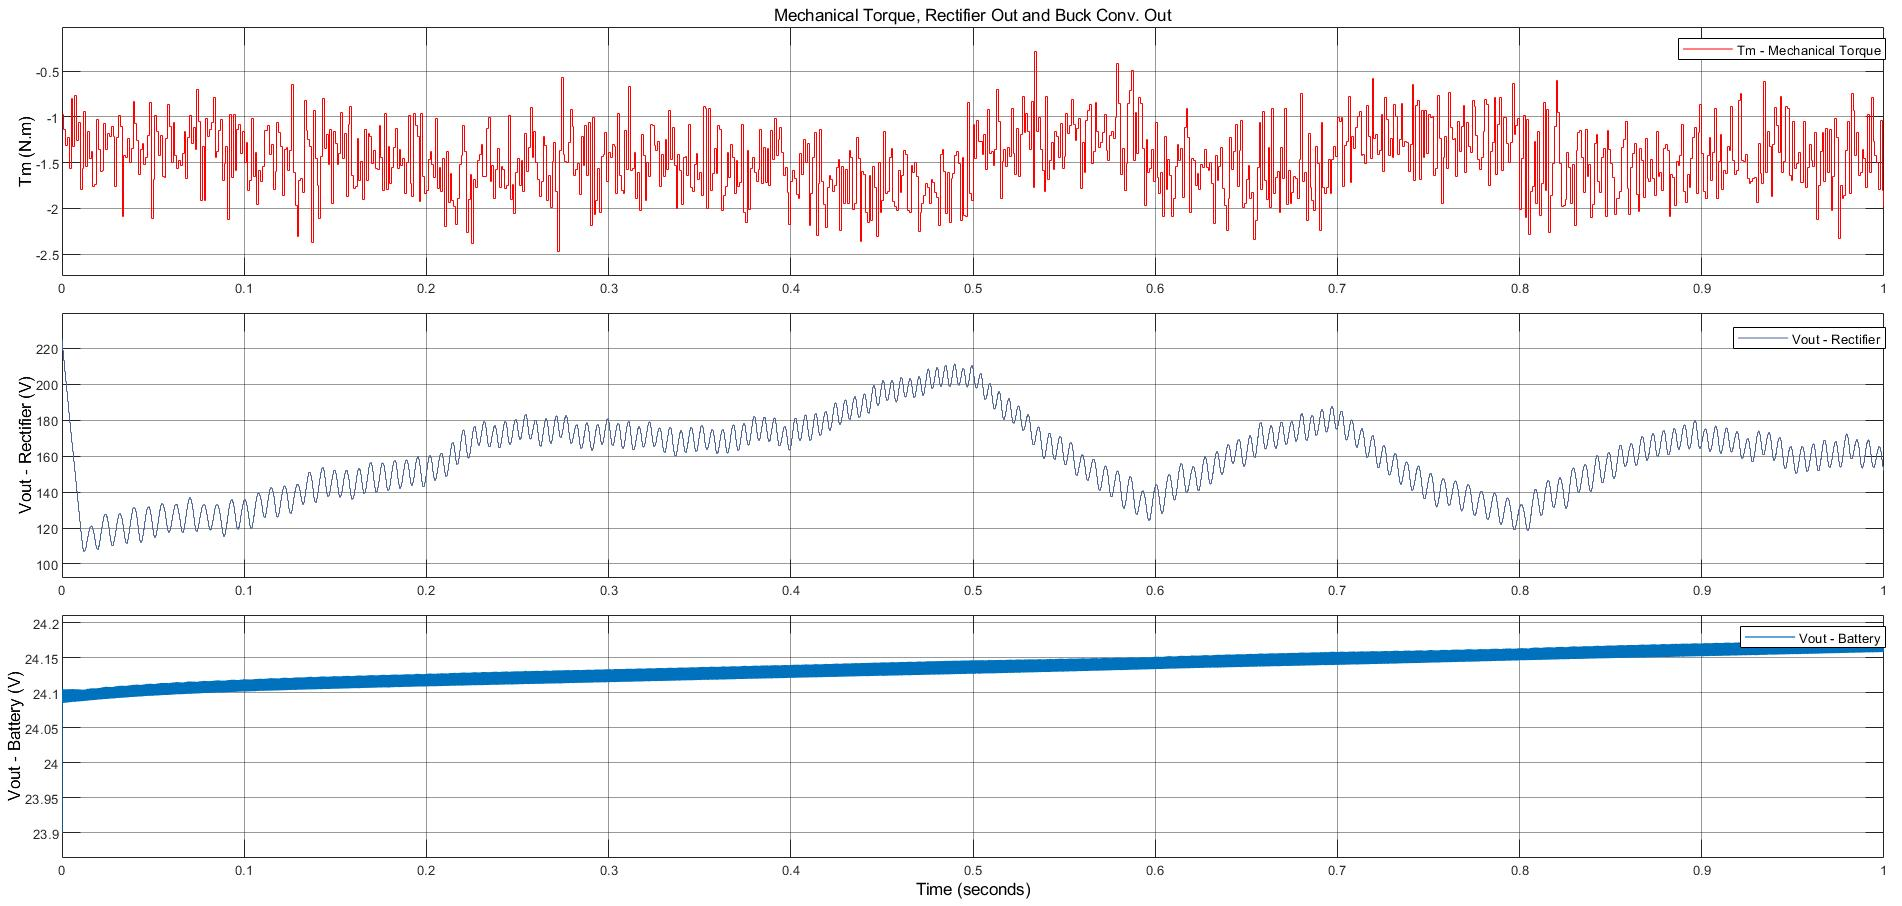 Mechanical Torque, Rectifier Out and Buck Conv. Out
Tm - Mechanical Torque
Tm (N.m)
-0.5
-1
-1.5
-2
-2.5
0 0.1 0.2 0.3 0.4 0.5 0.6 0.7 0.8 0.9 1
Vout - Rectifier
Vout - Rectifier (V)
220
200
180
160
140
120
100
0 0.1 0.2 0.3 0.4 0.5 0.6 0.7 0.8 0.9 1
Vout - Battery
Vout - Battery (V)
24.2
24.15
24.1
24.05
24
23.95
23.9
0 0.1 0.2 0.3 0.4 0.5 0.6 0.7 0.8 0.9 1
Time (seconds)